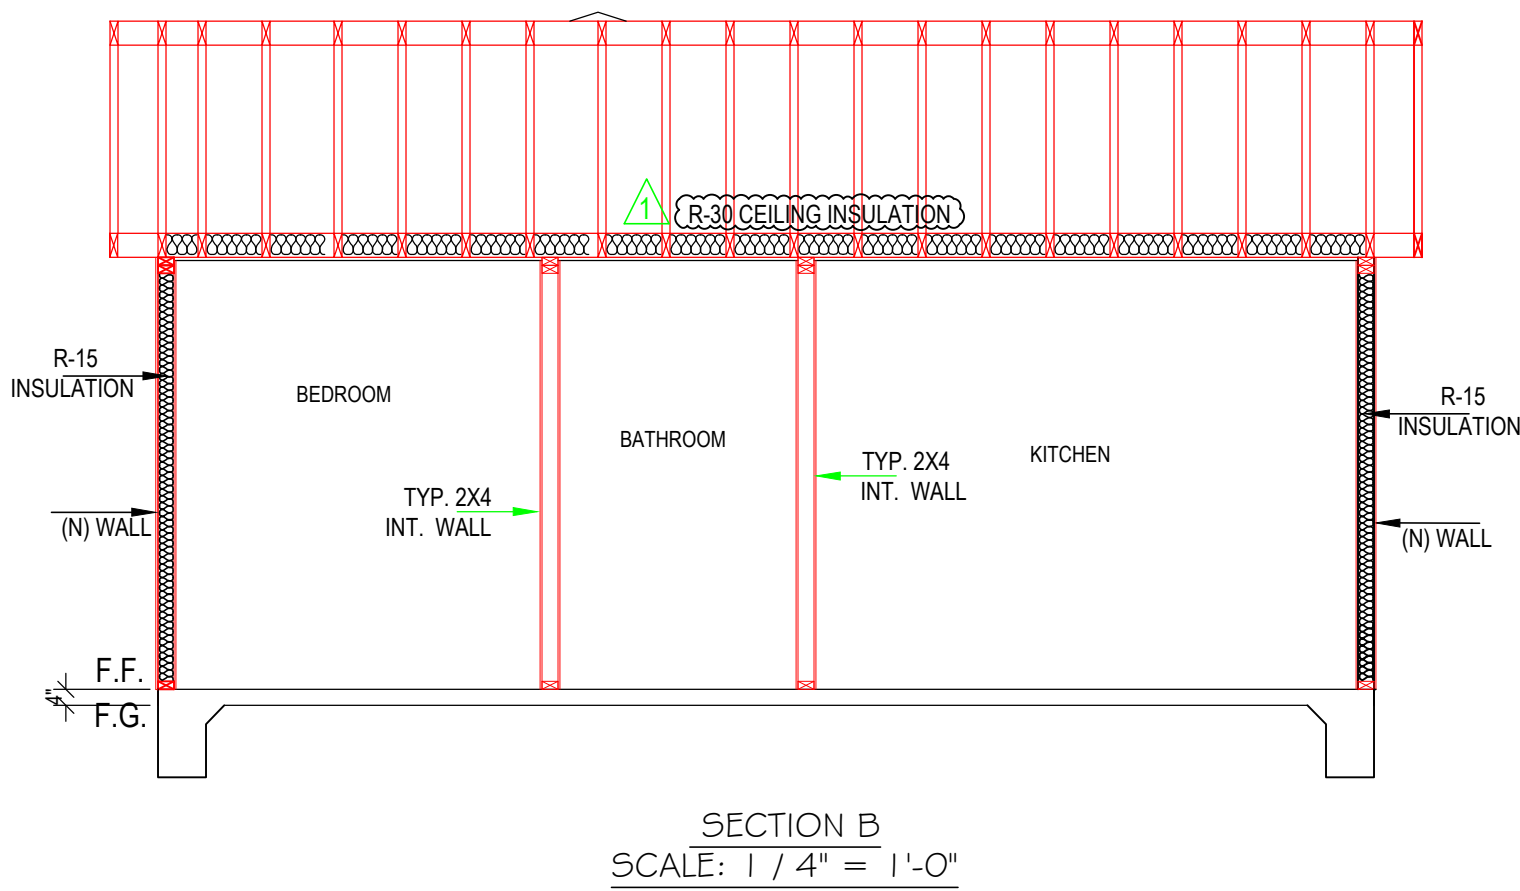 1
R-30 CEILING INSULATION
R-15
INSULATION
BEDROOM
R-15
INSULATION
BATHROOM
KITCHEN
TYP. 2X4
INT. WALL
TYP. 2X4
INT. WALL
(N) WALL
(N) WALL
F.F.
4"
F.G.
SECTION B
SCALE: 1 / 4" = 1'-0"